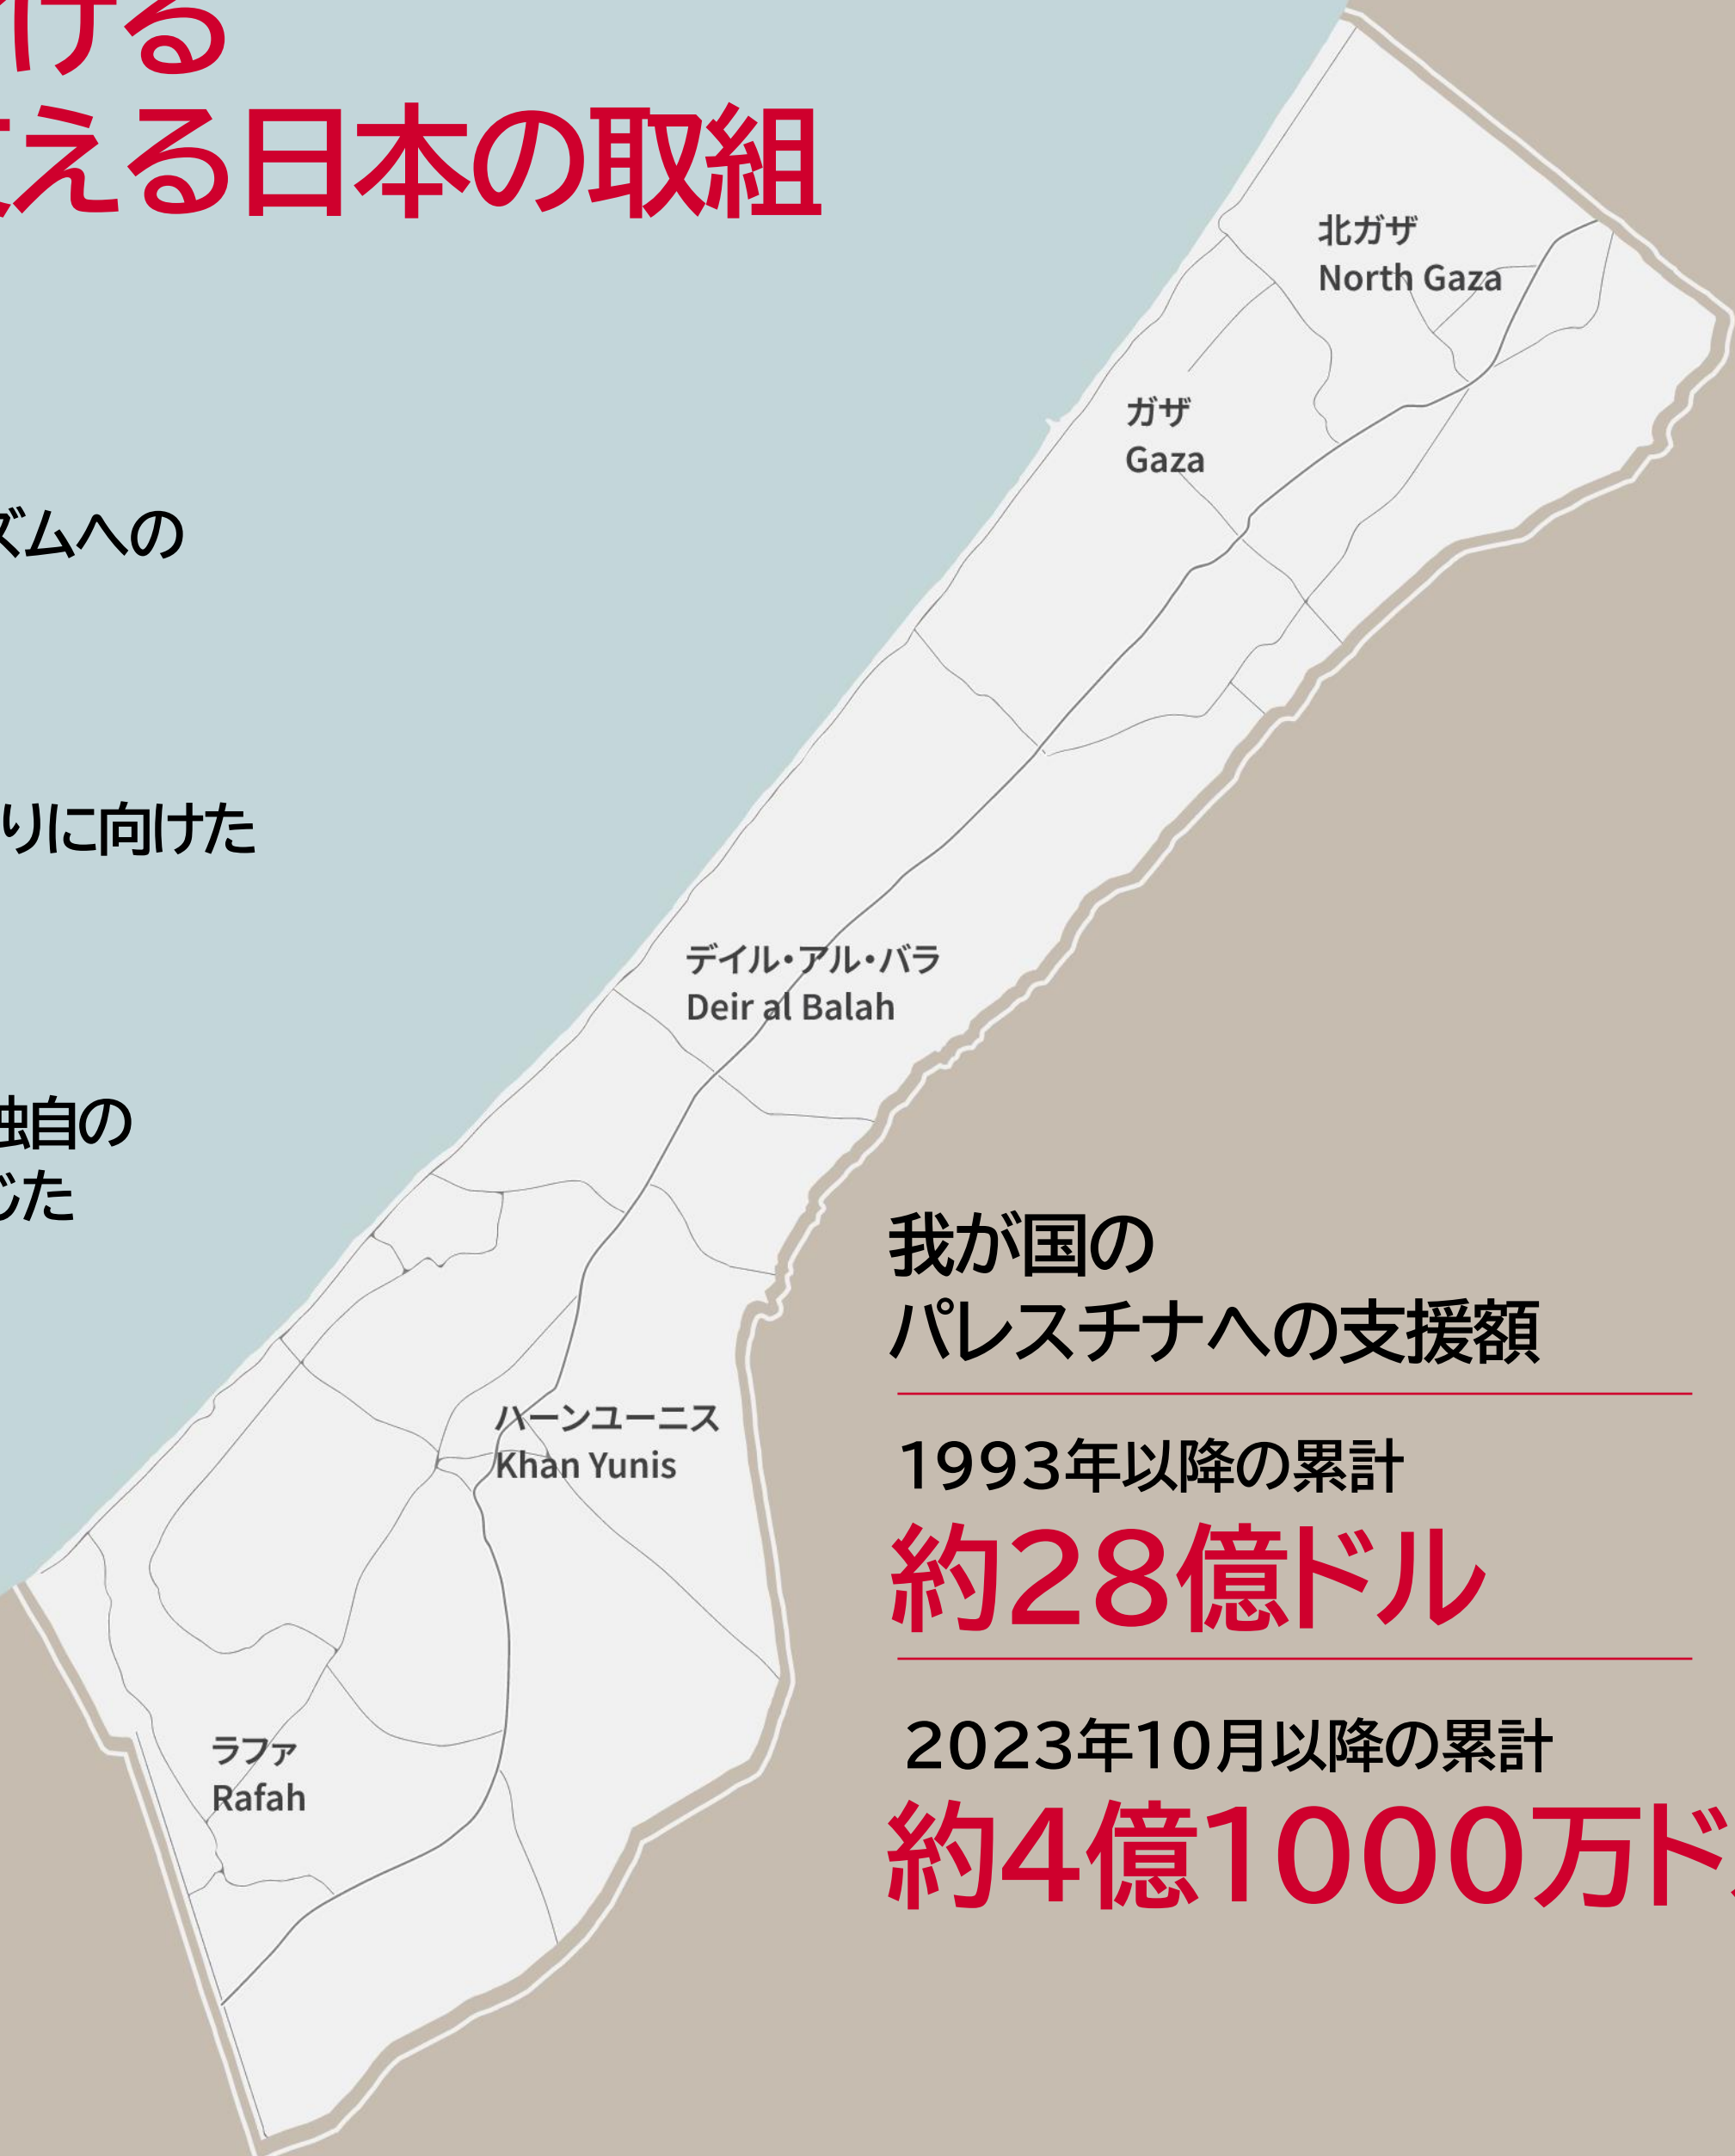 ける
える日本の取組
ズムへの
りに向けた
独自の
じた
北ガザ
North Gaza
ガザ
Gaza
デイル・アル・バラ
Deir al Balah
ハーンユーニス
Khan Yunis
ラファ
Rafah
我が国の
パレスチナへの支援額
1993年以降の累計
約28億ドル
2023年10月以降の累計
約4億1000万ド